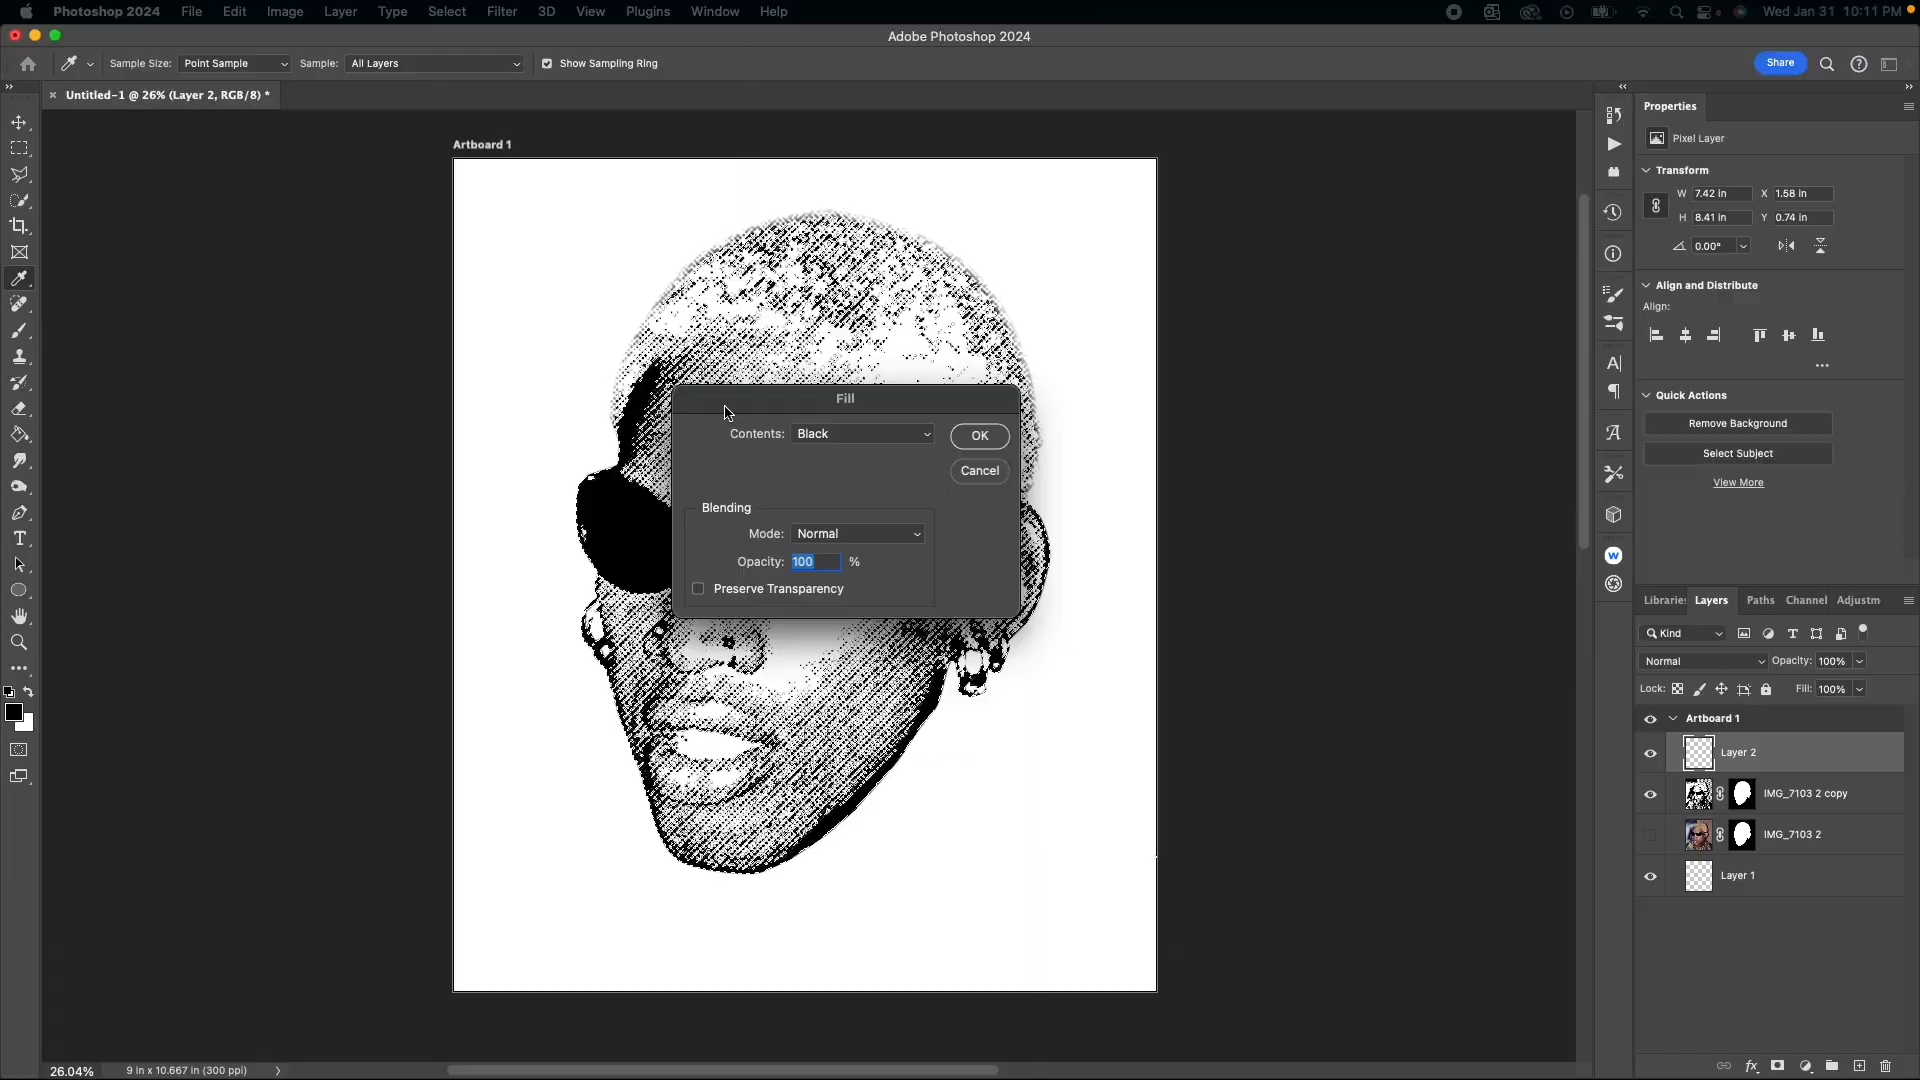 Photoshop 2024 File Edit Image Layer Type Select Filter 3D View Plugins Window Help Wed Jan 31 10:11 PM
Adobe Photoshop 2024
Sample Size: Point Sample Sample: All Layers Show Sampling Ring Share
Untitled-1 @ 26% (Layer 2, RGB/8) *
Properties
Pixel Layer
Artboard 1
Transform
W 7.42 in X 1.58 in
H 8.41 in Y 0.74 in
0.00°
Align and Distribute
Align:
Quick Actions
Remove Background
Select Subject
View More
Fill
Contents: Black OK
Cancel
Blending
Mode: Normal
Opacity: 100 %
Preserve Transparency
Librarie Layers Paths Channel Adjustm
Kind
Normal Opacity: 100%
Lock: Fill: 100%
Artboard 1
Layer 2
IMG_7103 2 copy
IMG_7103 2
Layer 1
26.04% 9 in x 10.667 in (300 ppi)